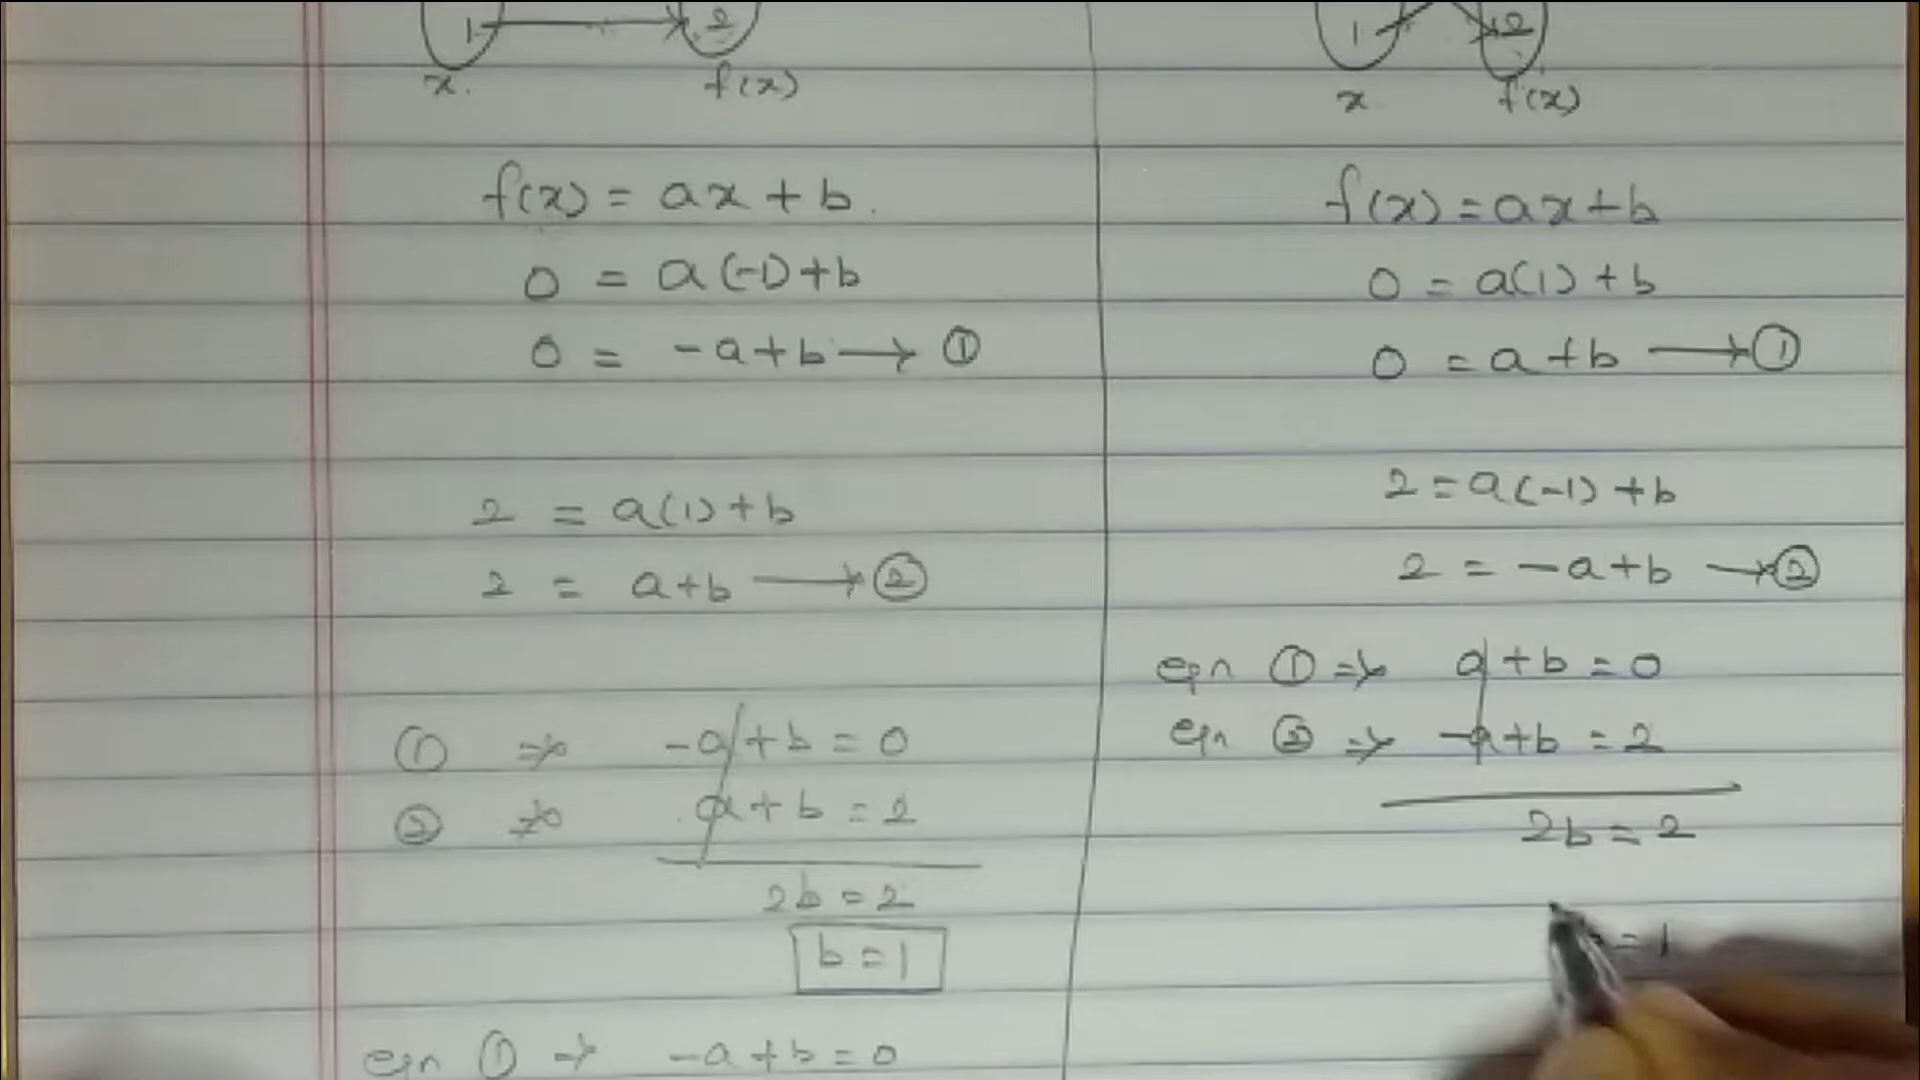 1 → 2
x. f(x)
f(x) = ax + b.
0 = a(-1) + b
0 = -a + b → ①
2 = a(1) + b
2 = a + b → ②
① ⇒ -a + b = 0
② ⇒ a + b = 2
2b = 2
b = 1
eqn ① → -a + b = 0
1 2
x f(x)
f(x) = ax + b
0 = a(1) + b
0 = a + b → ①
2 = a(-1) + b
2 = -a + b → ②
eqn ① ⇒ a + b = 0
eqn ② ⇒ -a + b = 2
2b = 2
= 1